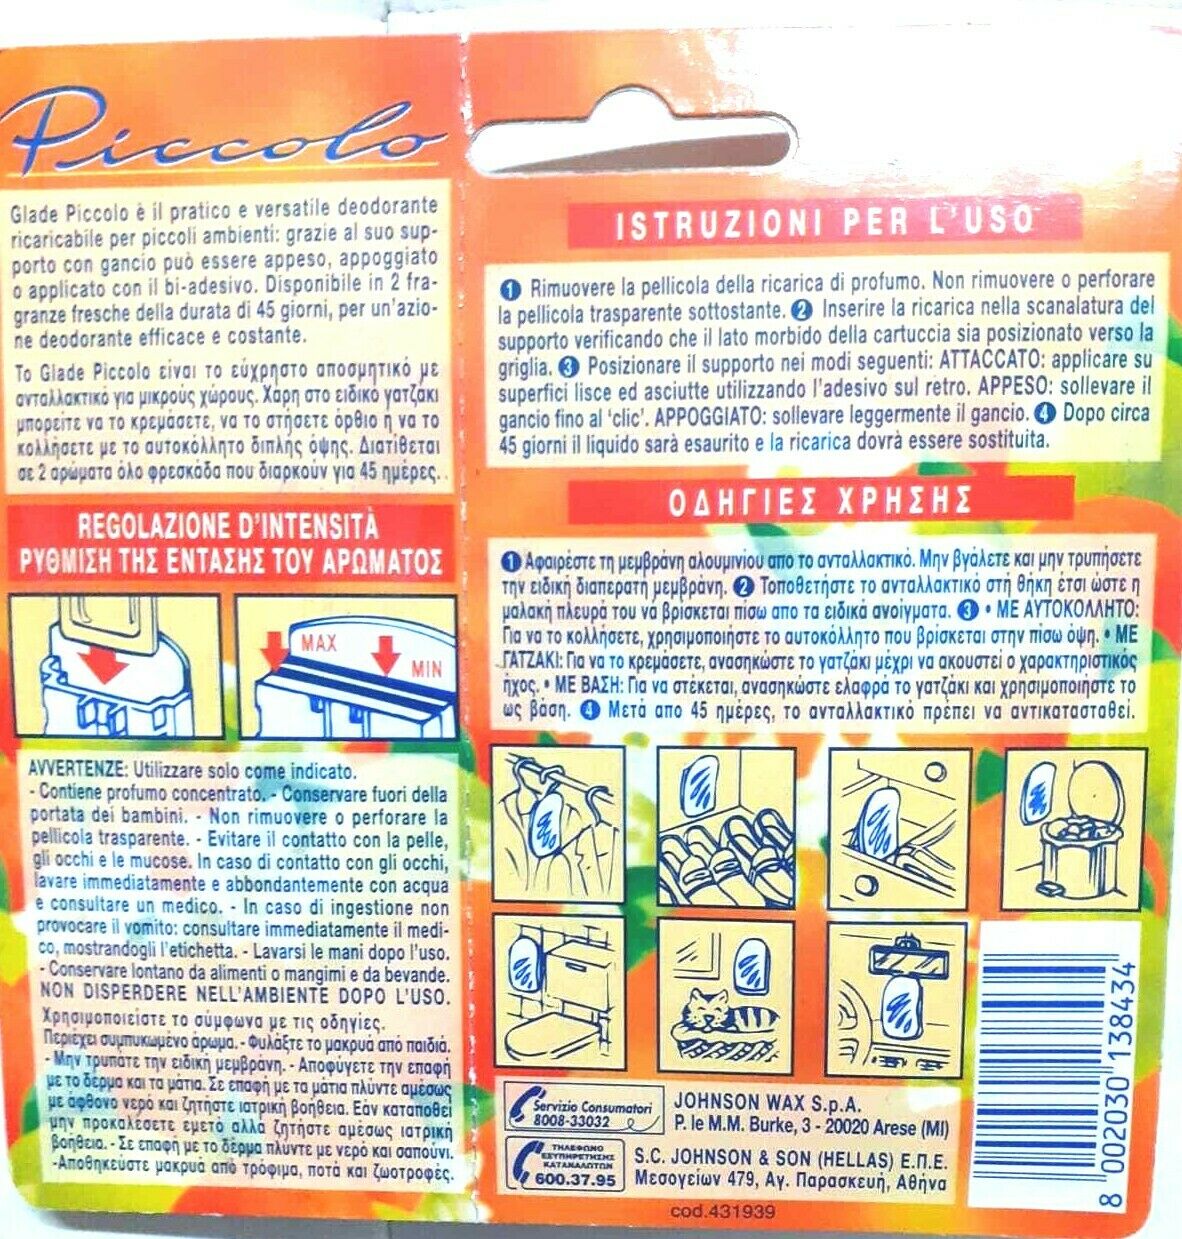 Piccolo
Glade Piccolo è il pratico e versatile deodorante
ricaricabile per piccoli ambienti: grazie al suo sup-
porto con gancio può essere appeso, appoggiato
o applicato con il bi-adesivo. Disponibile in 2 fra-
granze fresche della durata di 45 giorni, per un'azio-
ne deodorante efficace e costante.
Το Glade Piccolo είναι το εύχρηστο αποσμητικό με
ανταλλακτικό για μικρούς χώρους. Χάρη στο ειδικό γατζάκι
μπορείτε να το κρεμάσετε, να το στήσετε όρθιο ή να το
κολλήσετε με το αυτοκόλλητο διπλής όψης. Διατίθεται
σε 2 αρώματα όλο φρεσκάδα που διαρκούν για 45 ημέρες.
REGOLAZIONE D'INTENSITÀ
ΡΥΘΜΙΣΗ ΤΗΣ ΕΝΤΑΣΗΣ ΤΟΥ ΑΡΩΜΑΤΟΣ
MAX
MIN
AVVERTENZE: Utilizzare solo come indicato.
- Contiene profumo concentrato. - Conservare fuori della
portata dei bambini. - Non rimuovere o perforare la
pellicola trasparente. - Evitare il contatto con la pelle,
gli occhi e le mucose. In caso di contatto con gli occhi,
lavare immediatamente e abbondantemente con acqua
e consultare un medico. - In caso di ingestione non
provocare il vomito: consultare immediatamente il medi-
co, mostrandogli l'etichetta. - Lavarsi le mani dopo l'uso.
- Conservare lontano da alimenti o mangimi e da bevande.
NON DISPERDERE NELL'AMBIENTE DOPO L'USO.
Χρησιμοποιείστε το σύμφωνα με τις οδηγίες.
Περιέχει συμπυκωμένο άρωμα. - Φυλάξτε το μακρυά από παιδιά.
- Μην τρυπάτε την ειδική μεμβράνη. - Αποφύγετε την επαφή
με το δέρμα και τα μάτια. Σε επαφή με τα μάτια πλύντε αμέσως
με άφθονο νερό και ζητήστε ιατρική βοήθεια. Εάν καταποθεί
μην προκαλέσετε εμετό αλλά ζητήστε αμέσως ιατρική
βοήθεια. - Σε επαφή με το δέρμα πλύντε με νερό και σαπούνι.
-Αποθηκεύστε μακρυά από τρόφιμα, ποτά και ζωοτροφές.
ISTRUZIONI PER L'USO
1 Rimuovere la pellicola della ricarica di profumo. Non rimuovere o perforare
la pellicola trasparente sottostante. 2 Inserire la ricarica nella scanalatura del
supporto verificando che il lato morbido della cartuccia sia posizionato verso la
griglia. 3 Posizionare il supporto nei modi seguenti: ATTACCATO: applicare su
superfici lisce ed asciutte utilizzando l'adesivo sul retro. APPESO: sollevare il
gancio fino al 'clic'. APPOGGIATO: sollevare leggermente il gancio. 4 Dopo circa
45 giorni il liquido sarà esaurito e la ricarica dovrà essere sostituita.
ΟΔΗΓΙΕΣ ΧΡΗΣΗΣ
1 Αφαιρέστε τη μεμβράνη αλουμινίου απο το ανταλλακτικό. Μην βγάλετε και μην τρυπήσετε
την ειδική διαπερατη μεμβράνη. 2 Τοποθετήστε το ανταλλακτικό στή θήκη έτσι ώστε η
μαλακή πλευρά του να βρίσκεται πίσω απο τα ειδικά ανοίγματα. 3 • ΜΕ ΑΥΤΟΚΟΛΛΗΤΟ:
Για να το κολλήσετε, χρησιμοποιήστε το αυτοκόλλητο που βρίσκεται στην πίσω όψη. • ΜΕ
ΓΑΤΖΑΚΙ: Για να το κρεμάσετε, ανασηκώστε το γατζάκι μέχρι να ακουστεί ο χαρακτηριστικός
ήχος. • ΜΕ ΒΑΣΗ: Για να στέκεται, ανασηκώστε ελαφρά το γατζάκι και χρησιμοποιήστε το
ως βάση. 4 Μετά απο 45 ημέρες, το ανταλλακτικό πρέπει να αντικατασταθεί.
Servizio Consumatori
8008-33032
JOHNSON WAX S.p.A.
P.le M.M. Burke, 3 - 20020 Arese (MI)
ΤΗΛΕΦΩΝΟ
ΕΞΥΠΗΡΕΤΗΣΗΣ
ΚΑΤΑΝΑΛΩΤΩΝ
600.37.95
S.C. JOHNSON & SON (HELLAS) Ε.Π.Ε.
Μεσογείων 479, Αγ. Παρασκευή, Αθήνα
cod.431939
8 002030 138434